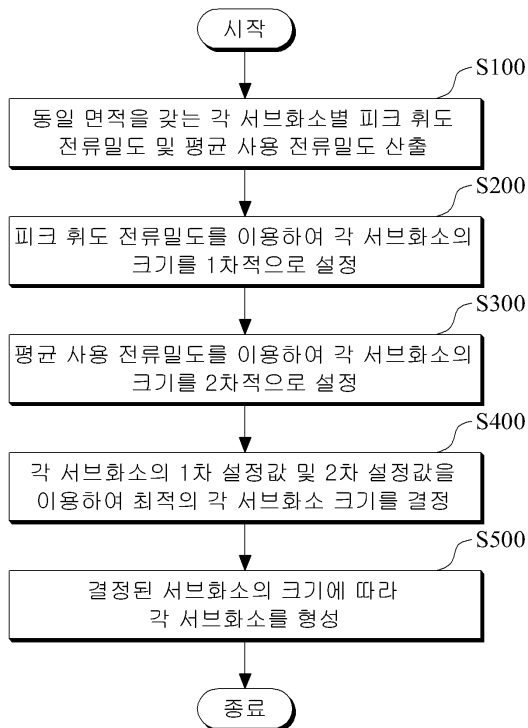 시작
S100
동일 면적을 갖는 각 서브화소별 피크 휘도
전류밀도 및 평균 사용 전류밀도 산출
S200
피크 휘도 전류밀도를 이용하여 각 서브화소의
크기를 1차적으로 설정
S300
평균 사용 전류밀도를 이용하여 각 서브화소의
크기를 2차적으로 설정
S400
각 서브화소의 1차 설정값 및 2차 설정값을
이용하여 최적의 각 서브화소 크기를 결정
S500
결정된 서브화소의 크기에 따라
각 서브화소를 형성
종료